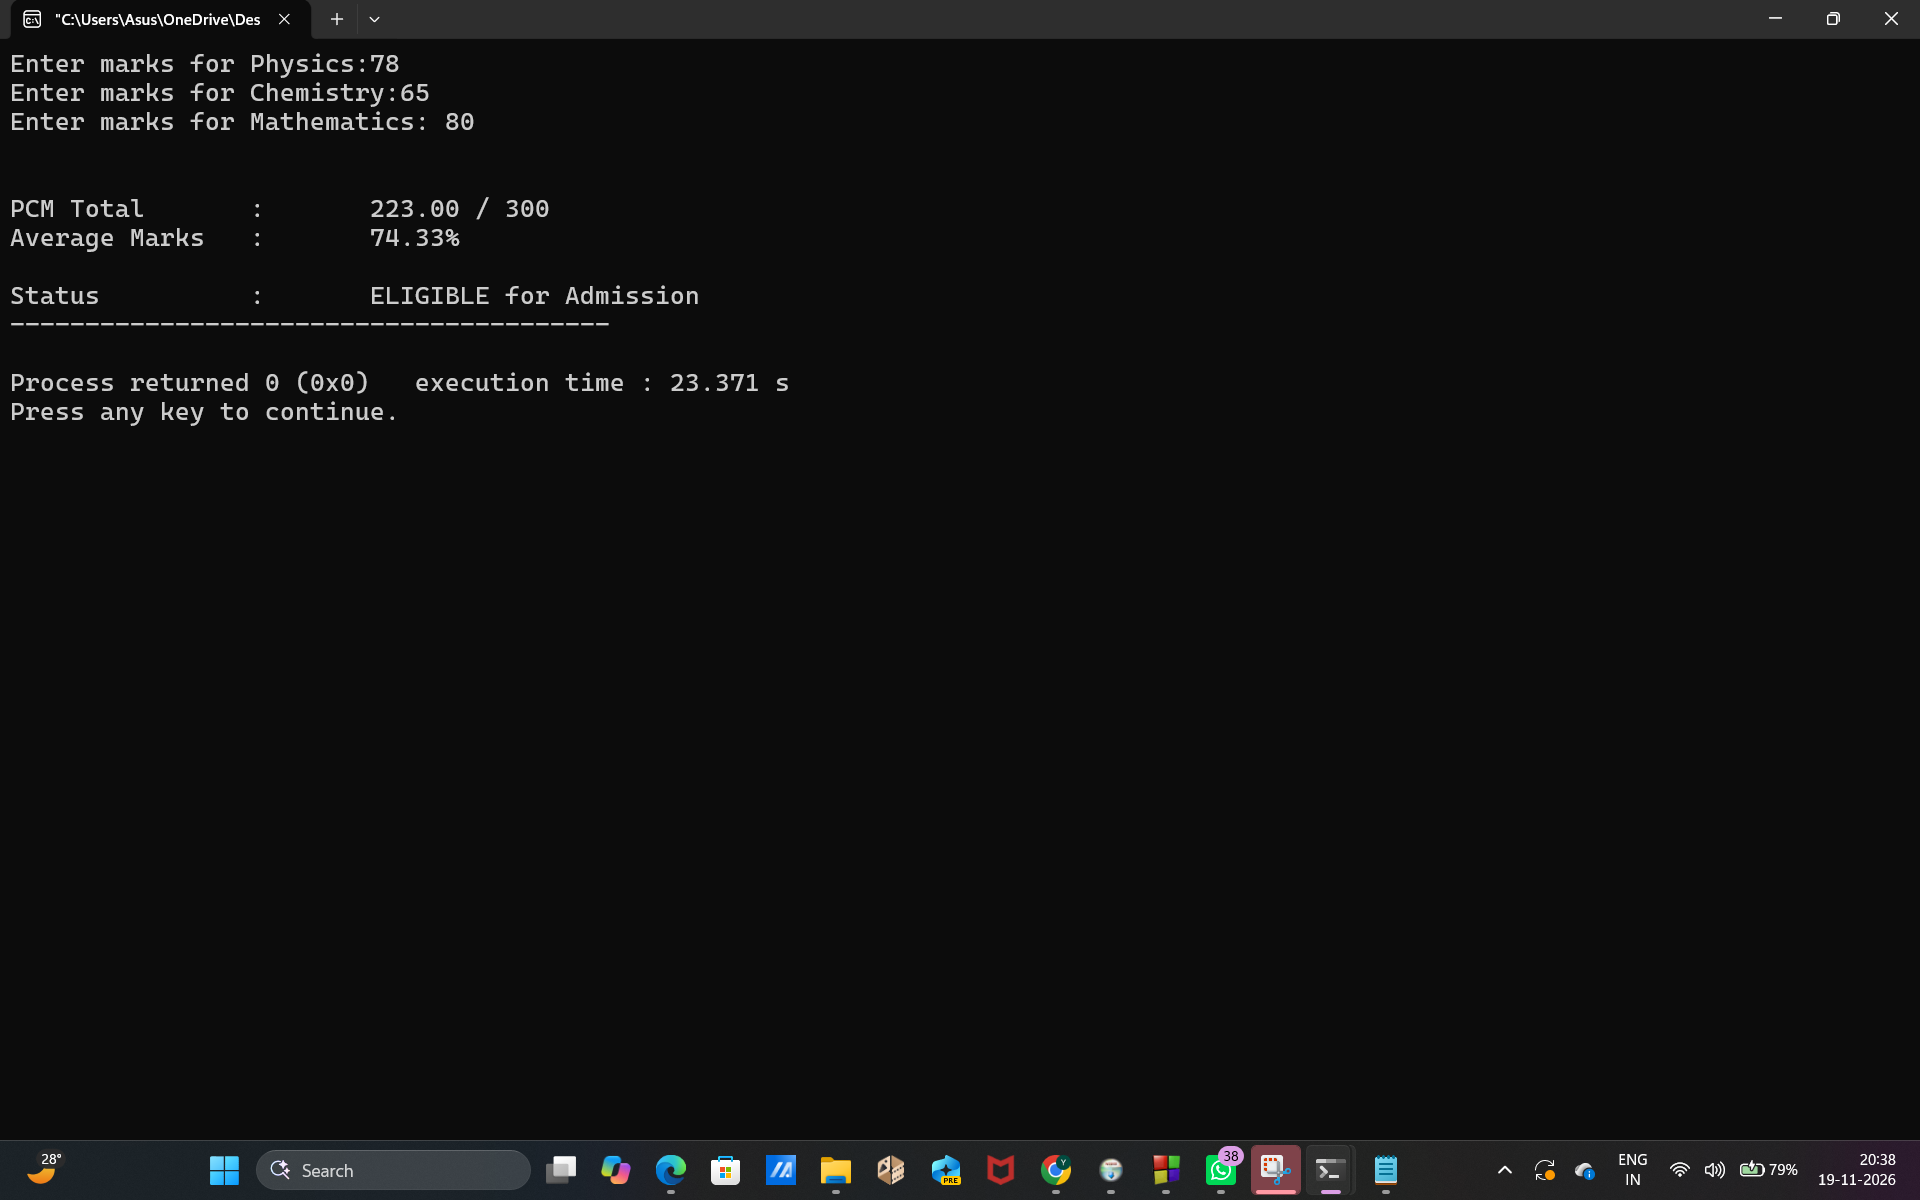 "C:\Users\Asus\OneDrive\Des
Enter marks for Physics:78
Enter marks for Chemistry:65
Enter marks for Mathematics: 80
PCM Total : 223.00 / 300
Average Marks : 74.33%
Status : ELIGIBLE for Admission
----------------------------------------
Process returned 0 (0x0) execution time : 23.371 s
Press any key to continue.
28°
Search
PRE
Y
38
ENG
IN
79%
20:38
19-11-2026